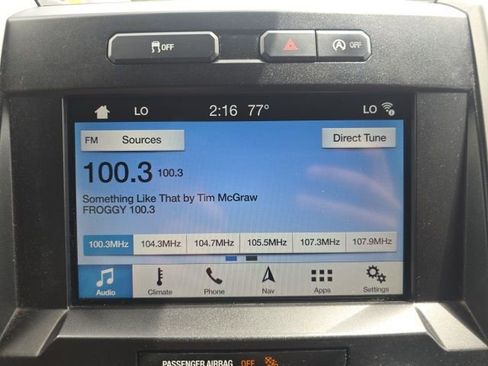 OFF
OFF
LO 2:16 77° LO
FM Sources Direct Tune
100.3 100.3
Something Like That by Tim McGraw
FROGGY 100.3
100.3MHz 104.3MHz 104.7MHz 105.5MHz 107.3MHz 107.9MHz
Audio Climate Phone Nav Apps Settings
PASSENGER AIRBAG OFF